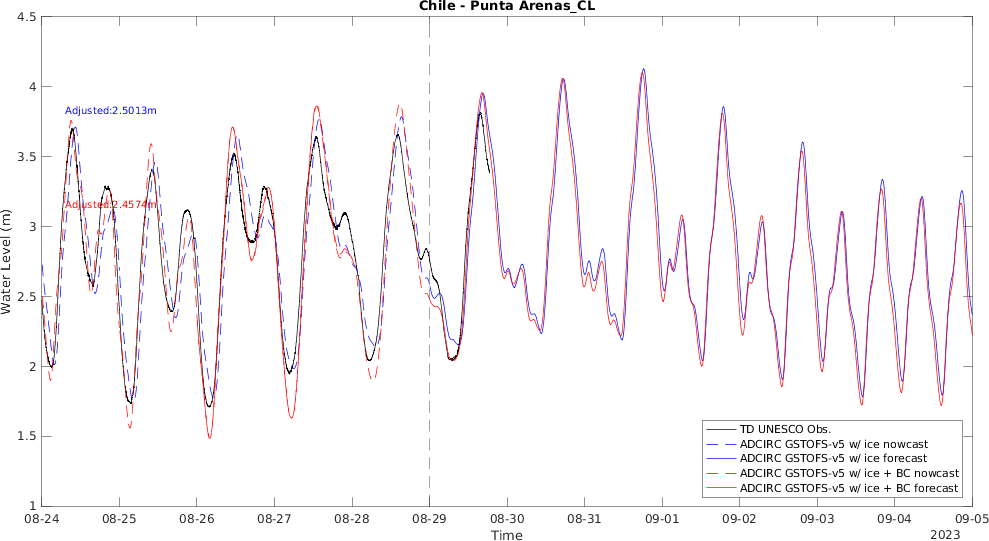 Chile - Punta Arenas_CL
4.5
4
3.5
3
2.5
2
1.5
1
Water Level (m)
Adjusted:2.5013m
Adjusted:2.4574m
TD UNESCO Obs.
ADCIRC GSTOFS-v5 w/ ice nowcast
ADCIRC GSTOFS-v5 w/ ice forecast
ADCIRC GSTOFS-v5 w/ ice + BC nowcast
ADCIRC GSTOFS-v5 w/ ice + BC forecast
08-24 08-25 08-26 08-27 08-28 08-29 08-30 08-31 09-01 09-02 09-03 09-04 09-05
Time
2023